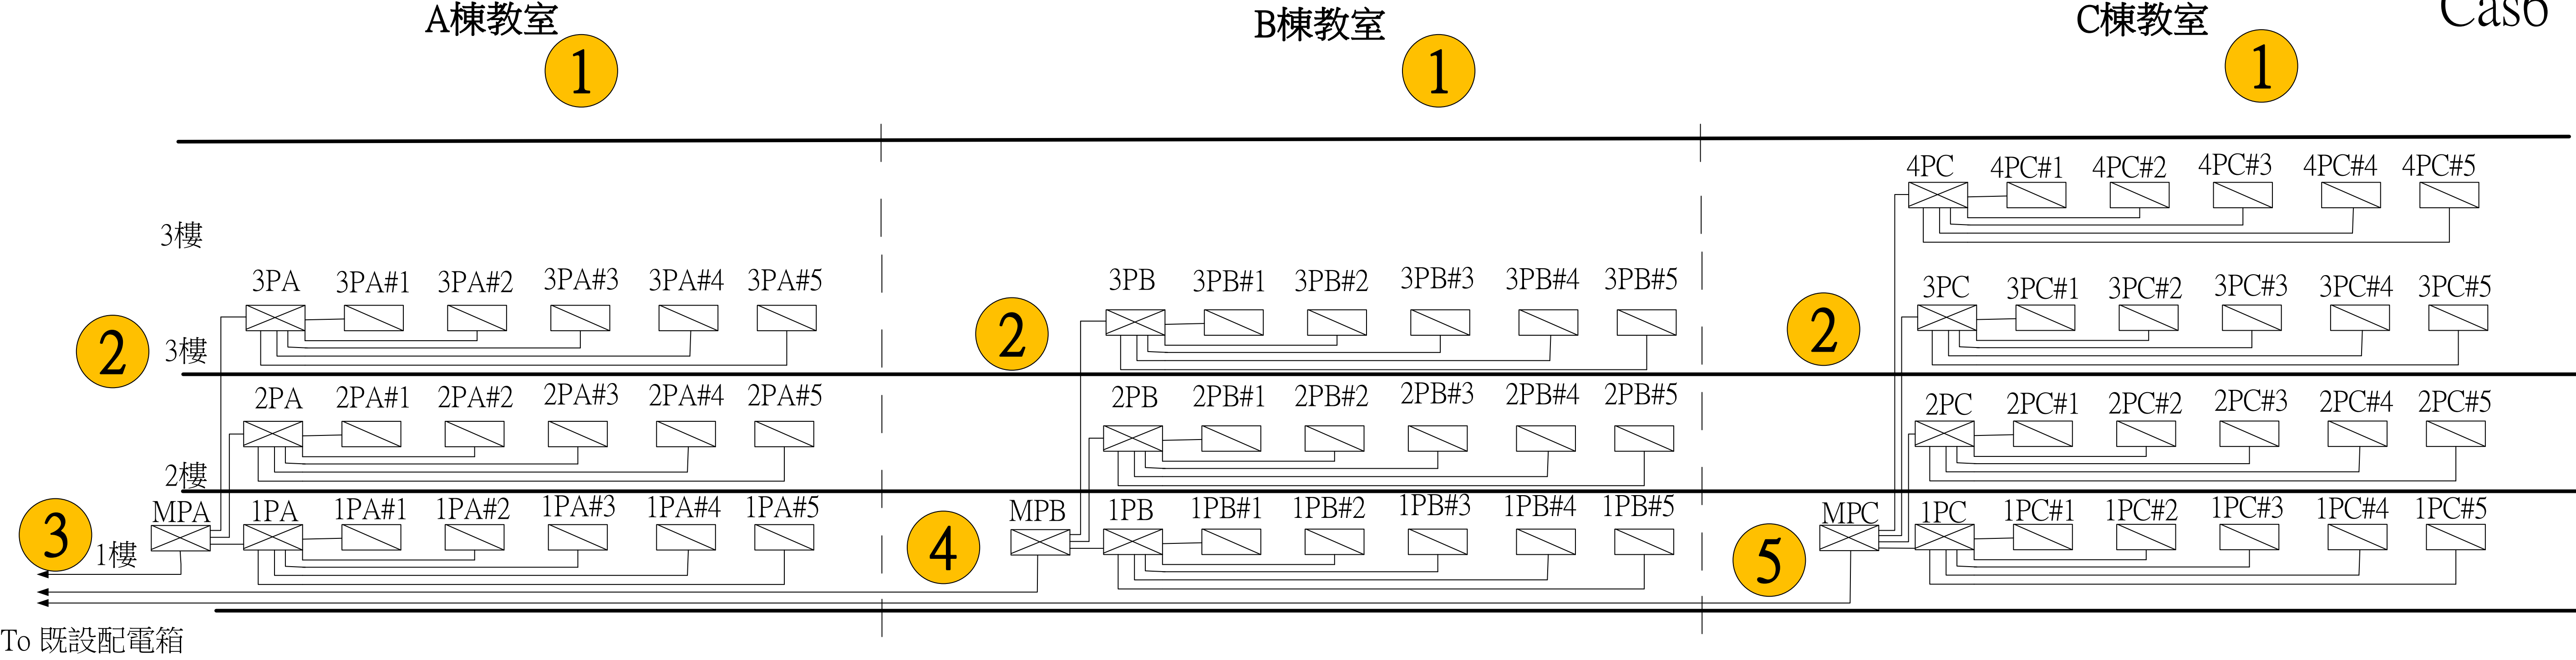 A棟教室
B棟教室
C棟教室
Cas6
1
1
1
4PC 4PC#1 4PC#2 4PC#3 4PC#4 4PC#5
3樓
3PA 3PA#1 3PA#2 3PA#3 3PA#4 3PA#5
3PB 3PB#1 3PB#2 3PB#3 3PB#4 3PB#5
3PC 3PC#1 3PC#2 3PC#3 3PC#4 3PC#5
2
3樓
2
2
2PA 2PA#1 2PA#2 2PA#3 2PA#4 2PA#5
2PB 2PB#1 2PB#2 2PB#3 2PB#4 2PB#5
2PC 2PC#1 2PC#2 2PC#3 2PC#4 2PC#5
2樓
MPA 1PA 1PA#1 1PA#2 1PA#3 1PA#4 1PA#5
MPB 1PB 1PB#1 1PB#2 1PB#3 1PB#4 1PB#5
MPC 1PC 1PC#1 1PC#2 1PC#3 1PC#4 1PC#5
3
1樓
4
5
To 既設配電箱